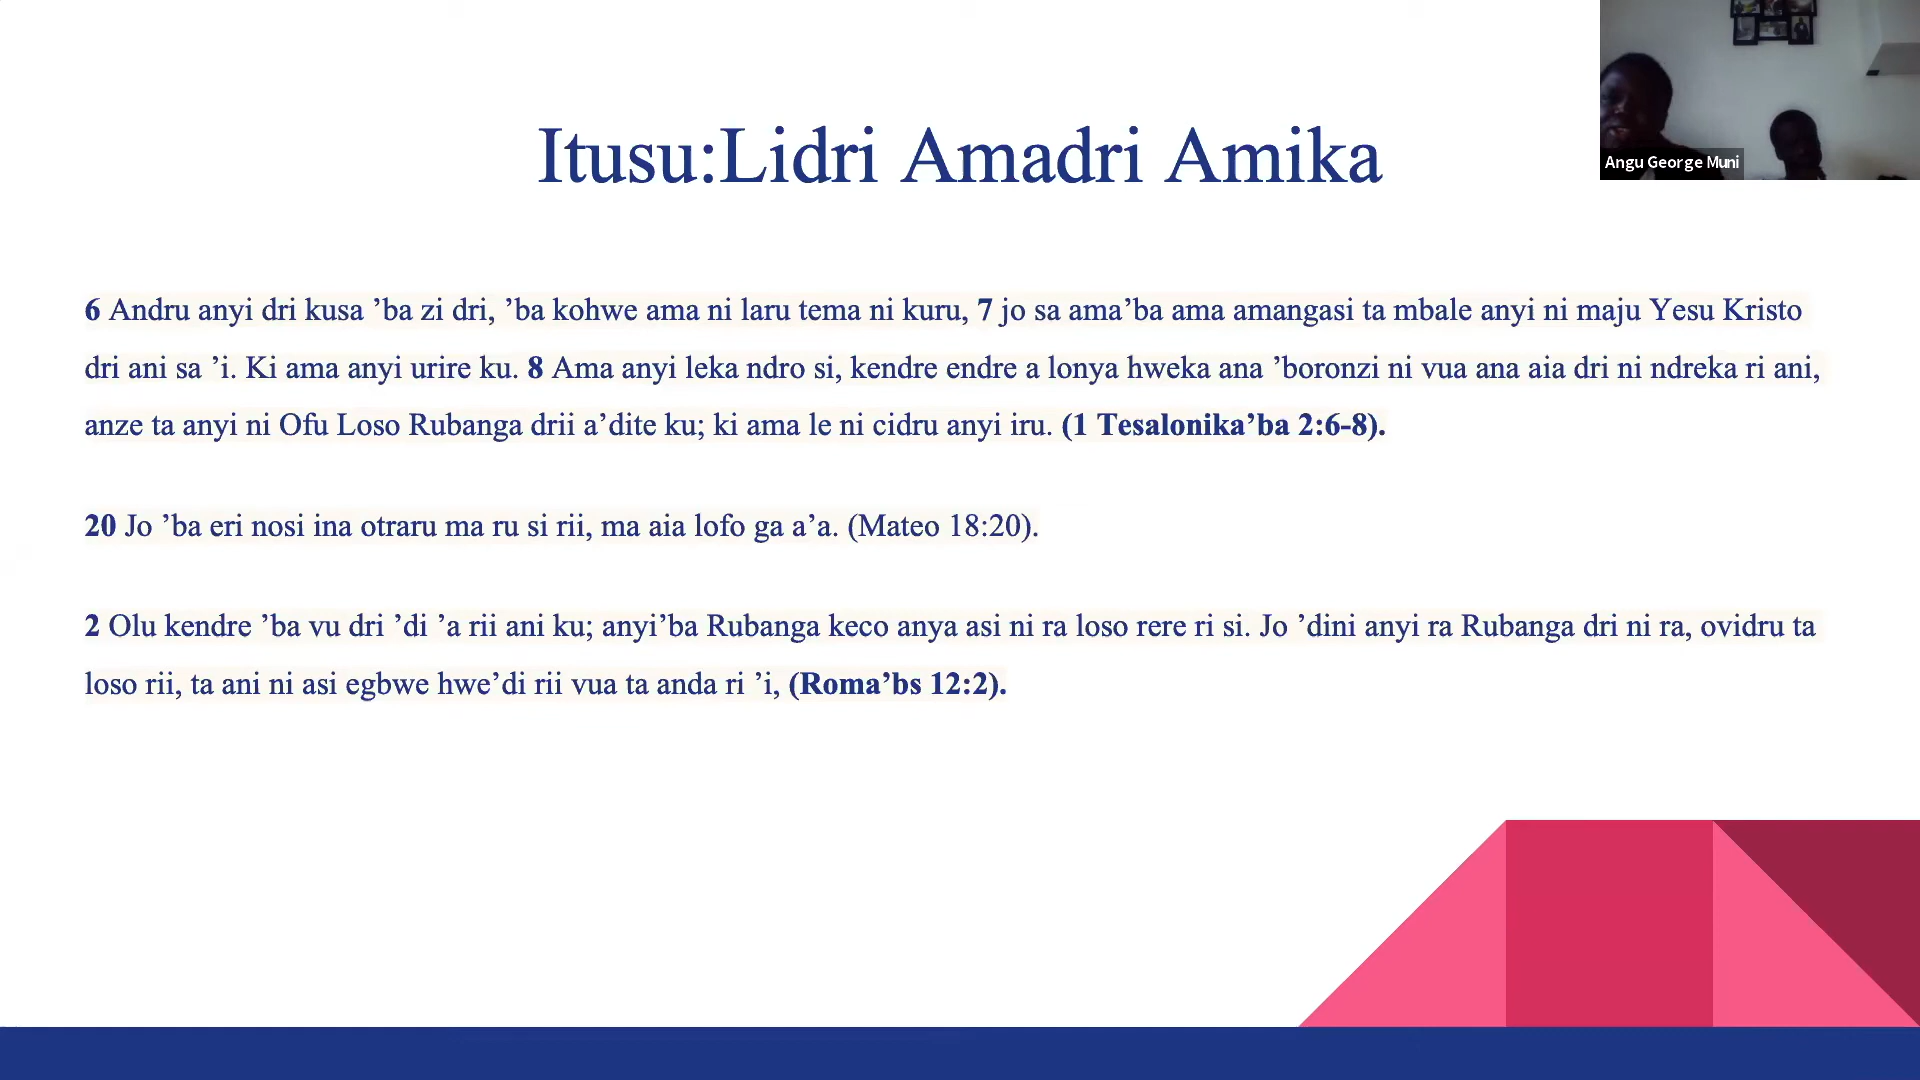 Itusu:Lidri Amadri Amika
Angu George Muni
6 Andru anyi dri kusa ’ba zi dri, ’ba kohwe ama ni laru tema ni kuru, 7 jo sa ama’ba ama amangasi ta mbale anyi ni maju Yesu Kristo
dri ani sa ’i. Ki ama anyi urire ku. 8 Ama anyi leka ndro si, kendre endre a lonya hweka ana ’boronzi ni vua ana aia dri ni ndreka ri ani,
anze ta anyi ni Ofu Loso Rubanga drii a’dite ku; ki ama le ni cidru anyi iru. (1 Tesalonika’ba 2:6-8).
20 Jo ’ba eri nosi ina otraru ma ru si rii, ma aia lofo ga a’a. (Mateo 18:20).
2 Olu kendre ’ba vu dri ’di ’a rii ani ku; anyi’ba Rubanga keco anya asi ni ra loso rere ri si. Jo ’dini anyi ra Rubanga dri ni ra, ovidru ta
loso rii, ta ani ni asi egbwe hwe’di rii vua ta anda ri ’i, (Roma’bs 12:2).